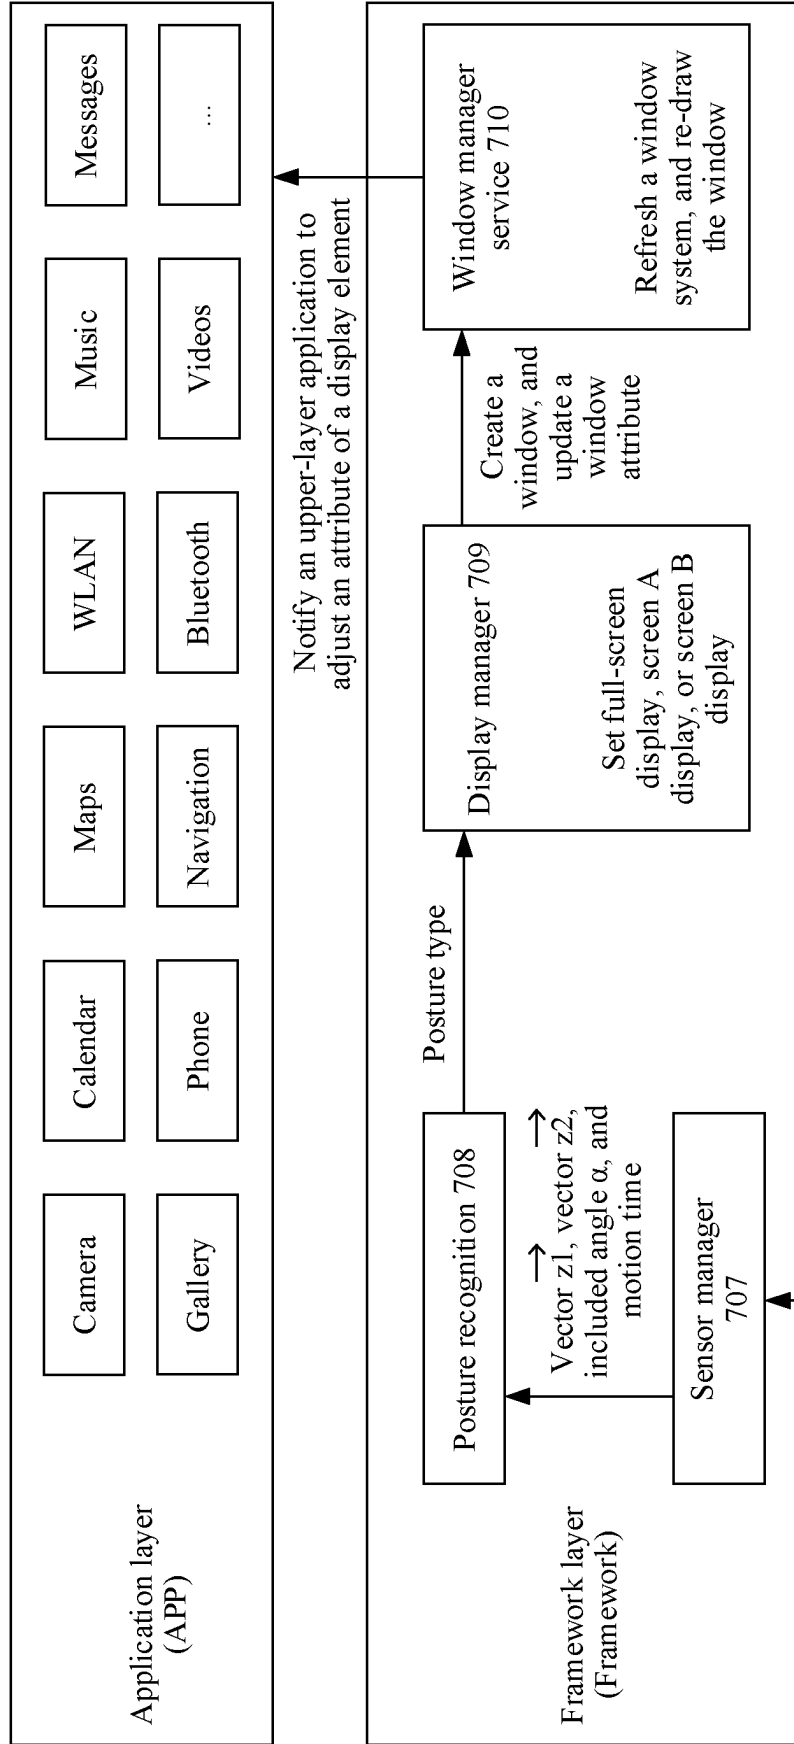 Application layer
(APP)
Camera
Calendar
Maps
WLAN
Music
Messages
Gallery
Phone
Navigation
Bluetooth
Videos
...
Notify an upper-layer application to
adjust an attribute of a display element
Framework layer
(Framework)
Posture recognition 708
Posture type
Display manager 709
Set full-screen
display, screen A
display, or screen B
display
Create a
window, and
update a
window
attribute
Window manager
service 710
Refresh a window
system, and re-draw
the window
Vector z1, vector z2,
included angle α, and
motion time
Sensor manager
707